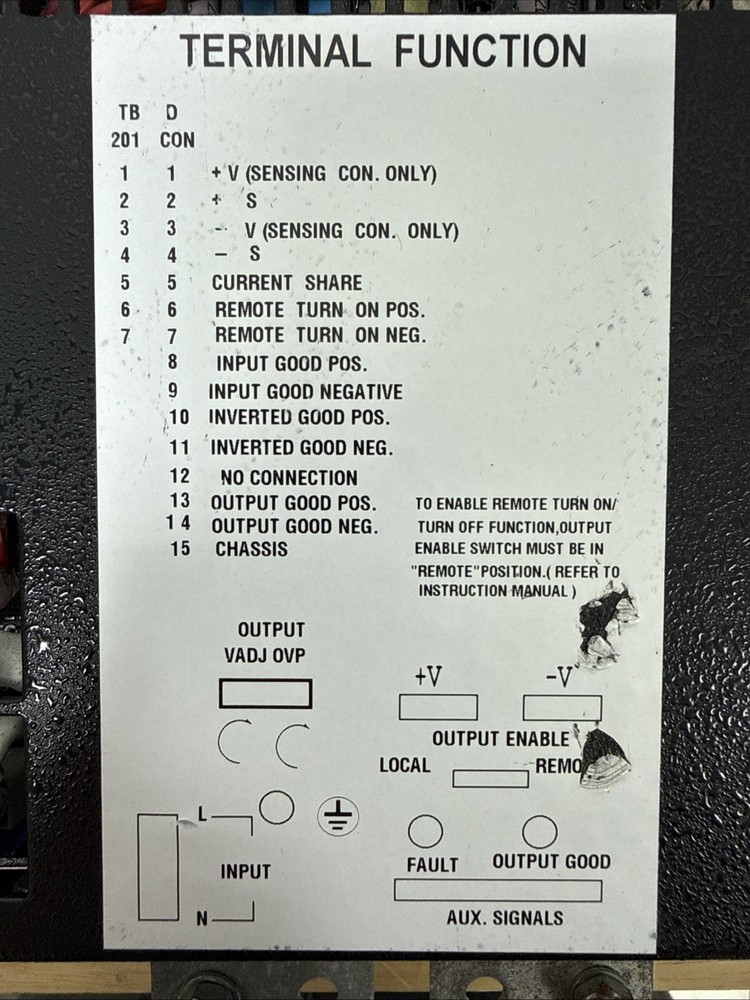 TERMINAL FUNCTION
TB D
201 CON
1 1 + V (SENSING CON. ONLY)
2 2 + S
3 3 - V (SENSING CON. ONLY)
4 4 – S
5 5 CURRENT SHARE
6 6 REMOTE TURN ON POS.
7 7 REMOTE TURN ON NEG.
8 INPUT GOOD POS.
9 INPUT GOOD NEGATIVE
10 INVERTED GOOD POS.
11 INVERTED GOOD NEG.
12 NO CONNECTION
13 OUTPUT GOOD POS.
14 OUTPUT GOOD NEG.
15 CHASSIS
TO ENABLE REMOTE TURN ON/
TURN OFF FUNCTION,OUTPUT
ENABLE SWITCH MUST BE IN
"REMOTE"POSITION.( REFER TO
INSTRUCTION MANUAL )
OUTPUT
VADJ OVP
+V -V
OUTPUT ENABLE
LOCAL REMO
L
INPUT
N
FAULT OUTPUT GOOD
AUX. SIGNALS